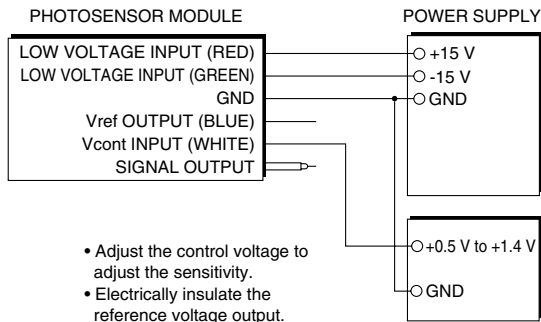 PHOTOSENSOR MODULE
POWER SUPPLY
LOW VOLTAGE INPUT (RED)
LOW VOLTAGE INPUT (GREEN)
GND
Vref OUTPUT (BLUE)
Vcont INPUT (WHITE)
SIGNAL OUTPUT
+15 V
-15 V
GND
+0.5 V to +1.4 V
GND
• Adjust the control voltage to
adjust the sensitivity.
• Electrically insulate the
reference voltage output.